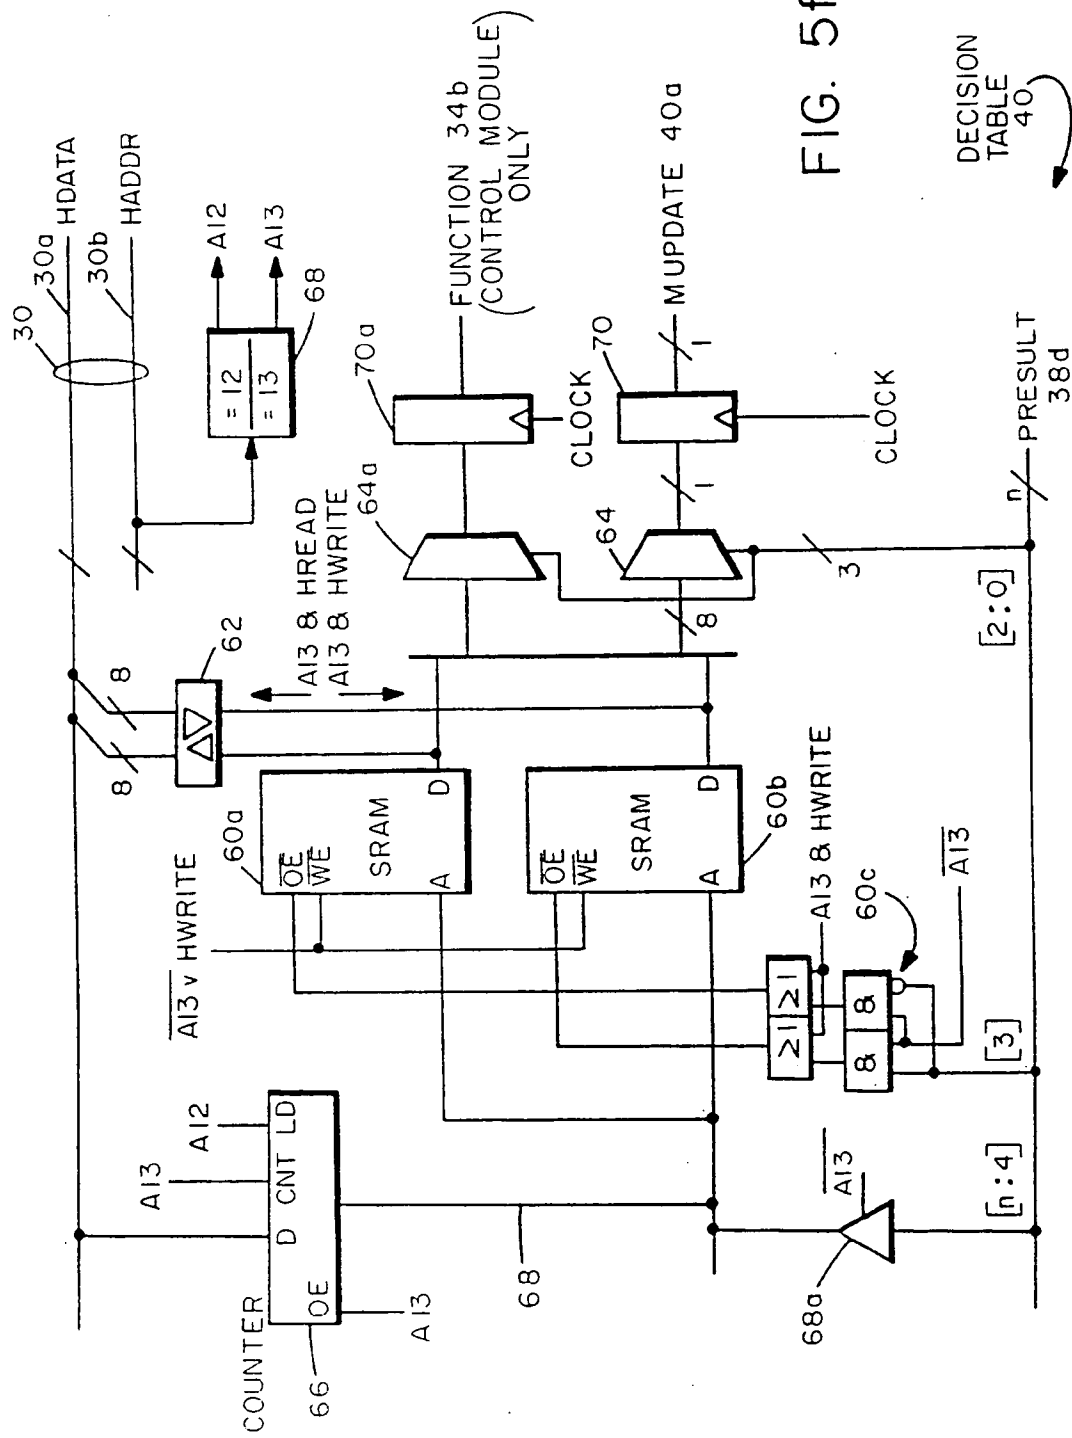 COUNTER
66
OE
D
CNT
LD
A13
A12
A13
68
68a
A13
[n:4]
A13 v HWRITE
60a
OE
WE
SRAM
A
D
OE
WE
SRAM
A
D
60b
≥1
≥1
&
&
A13 & HWRITE
60c
A13
[3]
8
8
62
A13 & HREAD
A13 & HWRITE
64a
64
8
3
[2:0]
30
30a
HDATA
30b
HADDR
= 12
= 13
A12
A13
68
70a
CLOCK
FUNCTION 34b
(CONTROL MODULE)
ONLY
1
70
1
MUPDATE 40a
CLOCK
n
PRESULT
38d
FIG. 5f
DECISION
TABLE
40